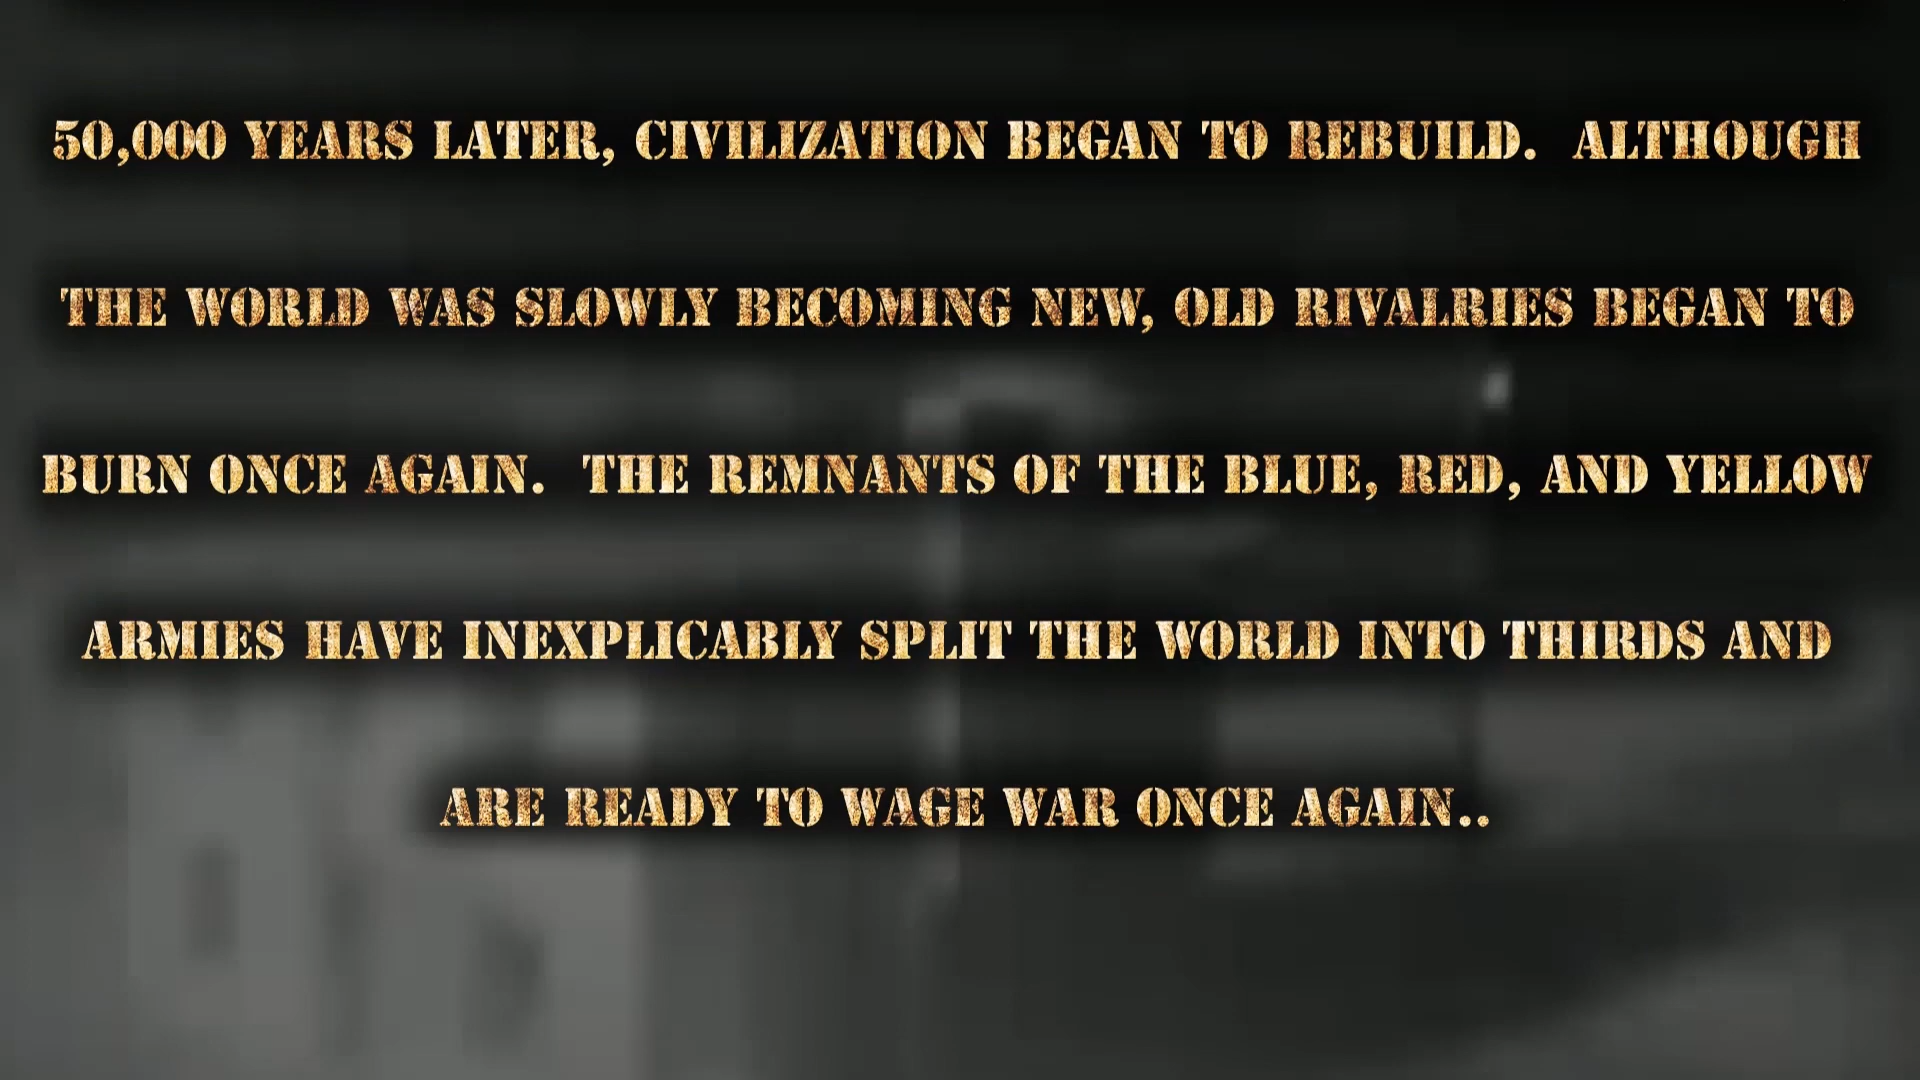 50,000 YEARS LATER, CIVILIZATION BEGAN TO REBUILD.  ALTHOUGH
THE WORLD WAS SLOWLY BECOMING NEW, OLD RIVALRIES BEGAN TO
BURN ONCE AGAIN.  THE REMNANTS OF THE BLUE, RED, AND YELLOW
ARMIES HAVE INEXPLICABLY SPLIT THE WORLD INTO THIRDS AND
ARE READY TO WAGE WAR ONCE AGAIN..